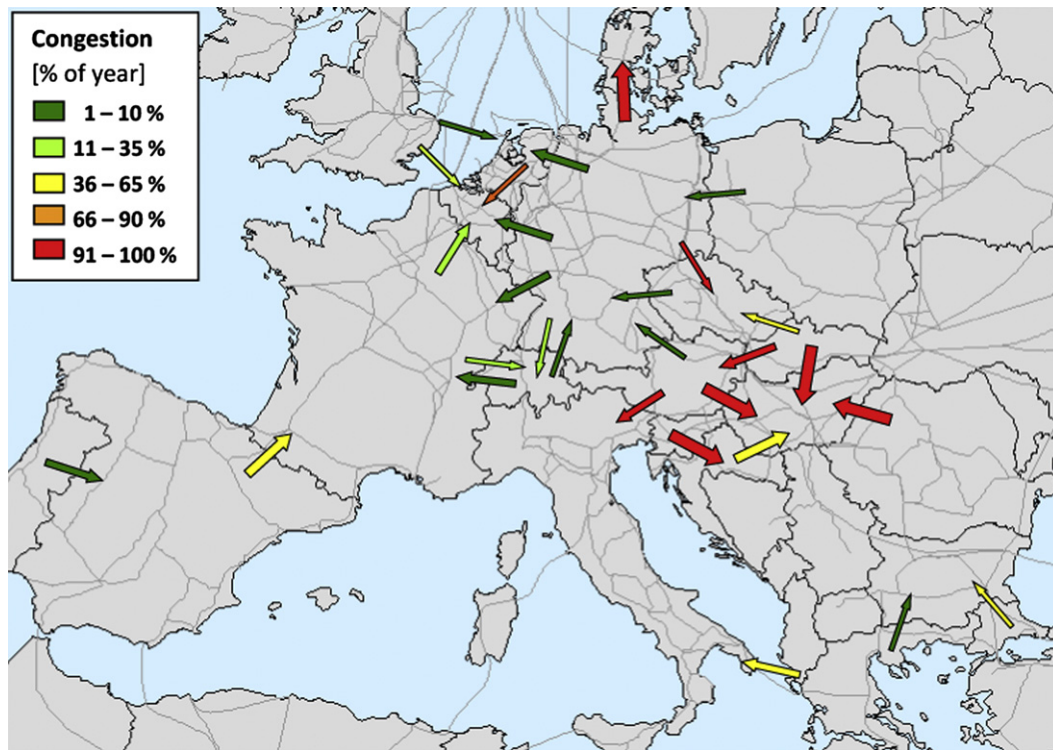 Congestion
[% of year]
1 – 10 %
11 – 35 %
36 – 65 %
66 – 90 %
91 – 100 %